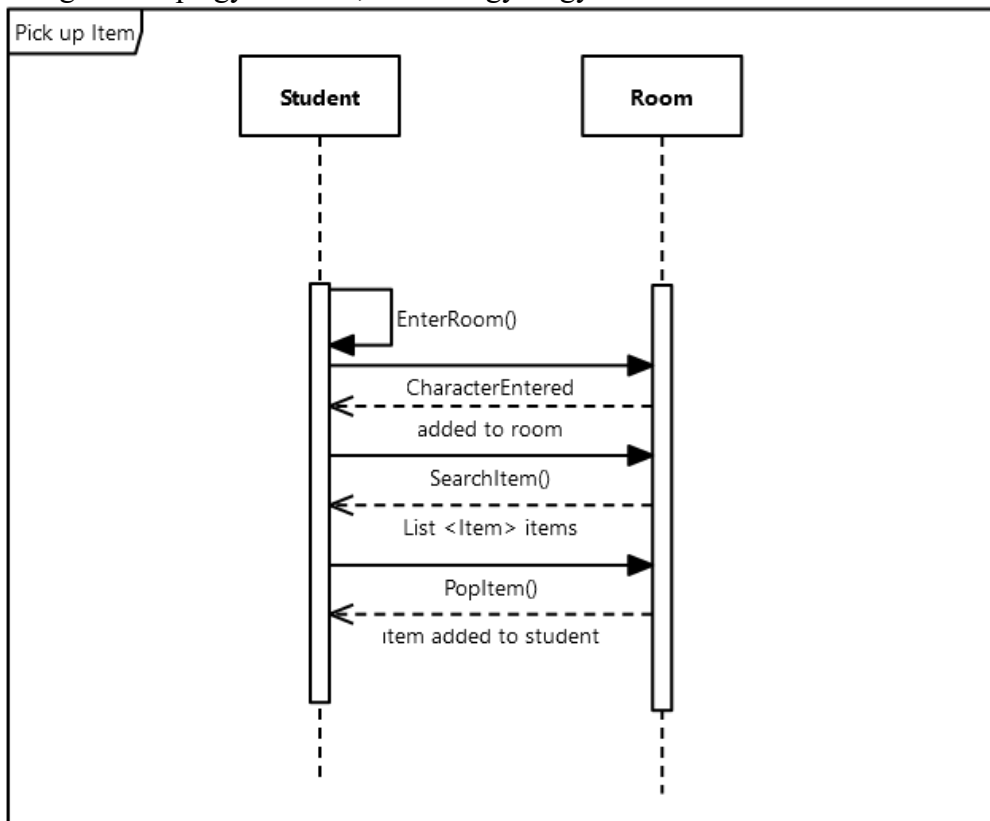 Pick up Item
Student
Room
EnterRoom()
CharacterEntered
added to room
SearchItem()
List <Item> items
PopItem()
item added to student